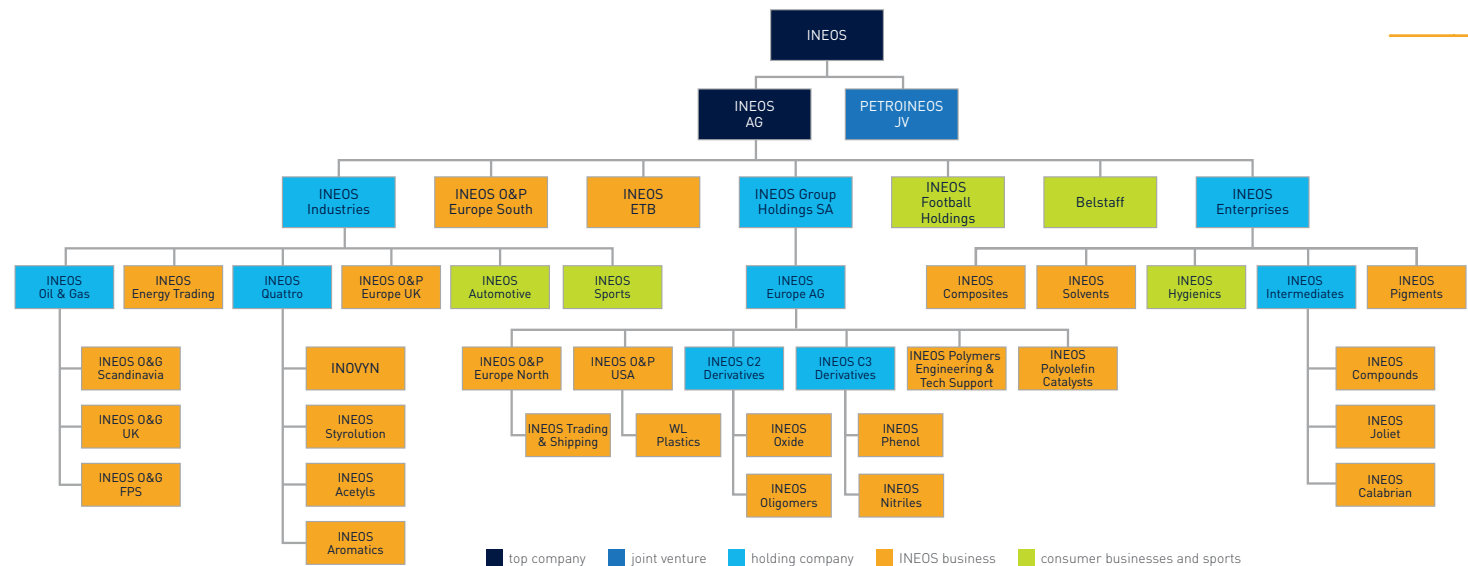 INEOS
INEOS
AG
PETROINEOS
JV
INEOS
Industries
INEOS O&P
Europe South
INEOS
ETB
INEOS Group
Holdings SA
INEOS
Football
Holdings
Belstaff
INEOS
Enterprises
INEOS
Oil & Gas
INEOS
Energy Trading
INEOS
Quattro
INEOS O&P
Europe UK
INEOS
Automotive
INEOS
Sports
INEOS
Europe AG
INEOS
Composites
INEOS
Solvents
INEOS
Hygienics
INEOS
Intermediates
INEOS
Pigments
INEOS O&G
Scandinavia
INOVYN
INEOS O&P
Europe North
INEOS O&P
USA
INEOS C2
Derivatives
INEOS C3
Derivatives
INEOS Polymers
Engineering &
Tech Support
INEOS
Polyolefin
Catalysts
INEOS
Compounds
INEOS O&G
UK
INEOS
Styrolution
INEOS Trading
& Shipping
WL
Plastics
INEOS
Oxide
INEOS
Phenol
INEOS
Joliet
INEOS O&G
FPS
INEOS
Acetyls
INEOS
Oligomers
INEOS
Nitriles
INEOS
Calabrian
INEOS
Aromatics
top company
joint venture
holding company
INEOS business
consumer businesses and sports